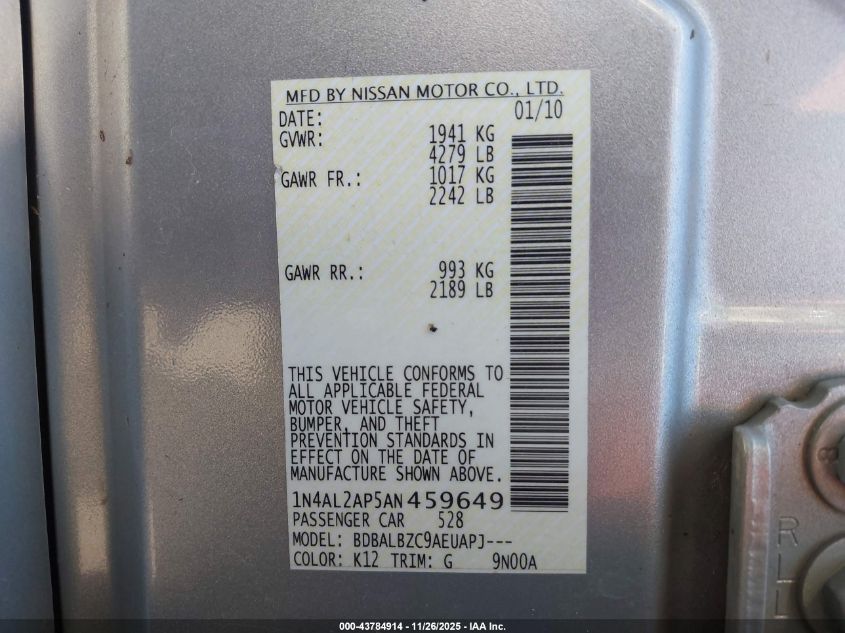 MFD BY NISSAN MOTOR CO., LTD.
DATE: 01/10
GVWR: 1941 KG
4279 LB
GAWR FR.: 1017 KG
2242 LB
GAWR RR.: 993 KG
2189 LB
THIS VEHICLE CONFORMS TO
ALL APPLICABLE FEDERAL
MOTOR VEHICLE SAFETY,
BUMPER, AND THEFT
PREVENTION STANDARDS IN
EFFECT ON THE DATE OF
MANUFACTURE SHOWN ABOVE.
1N4AL2AP5AN459649
PASSENGER CAR 528
MODEL: BDBALBZC9AEUAPJ---
COLOR: K12 TRIM: G 9N00A
8
R
L
L
000-43784914 - 11/26/2025 - IAA Inc.